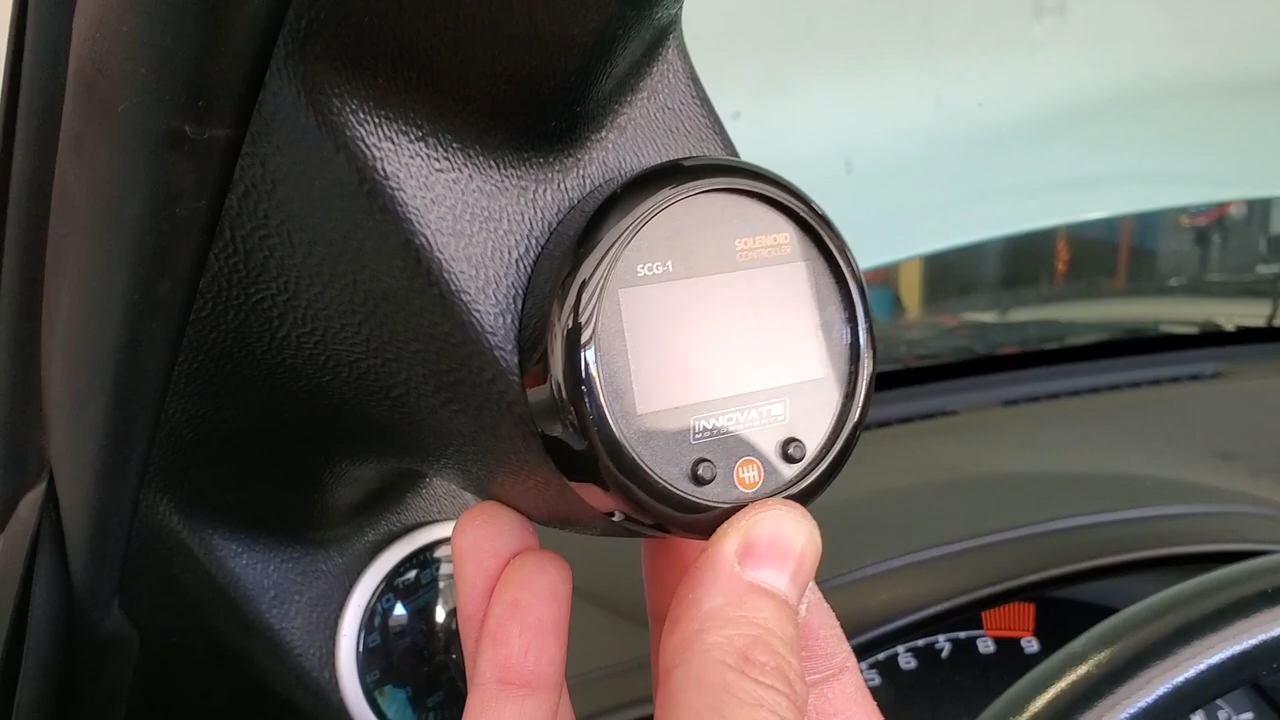 SOLENOID
CONTROLLER
SCG-1
INNOVATE
MOTORSPORTS
5 6 7 8 9